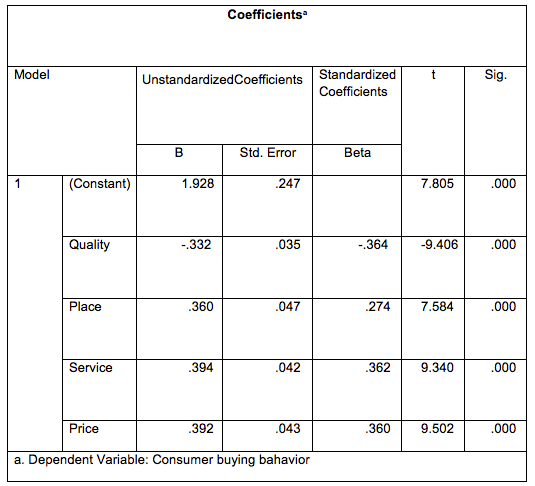 Coefficientsᵃ
Model UnstandardizedCoefficients Standardized Coefficients t Sig.
B Std. Error Beta
1 (Constant) 1.928 .247 7.805 .000
Quality -.332 .035 -.364 -9.406 .000
Place .360 .047 .274 7.584 .000
Service .394 .042 .362 9.340 .000
Price .392 .043 .360 9.502 .000
a. Dependent Variable: Consumer buying bahavior